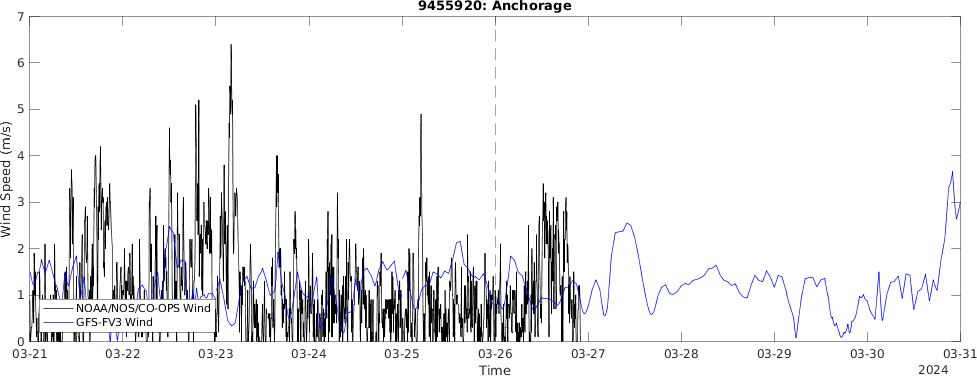 9455920: Anchorage
7
6
5
4
3
2
1
0
Wind Speed (m/s)
NOAA/NOS/CO-OPS Wind
GFS-FV3 Wind
03-21 03-22 03-23 03-24 03-25 03-26 03-27 03-28 03-29 03-30 03-31
Time
2024